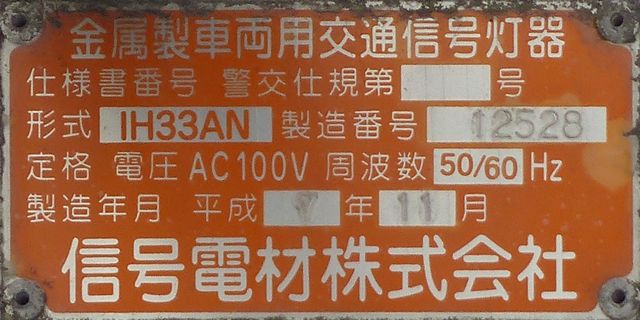 金属製車両用交通信号灯器
仕様書番号 警交仕規第 号
形式 IH33AN 製造番号 12528
定格 電圧 AC100V 周波数 50/60 Hz
製造年月 平成 7 年 11 月
信号電材株式会社